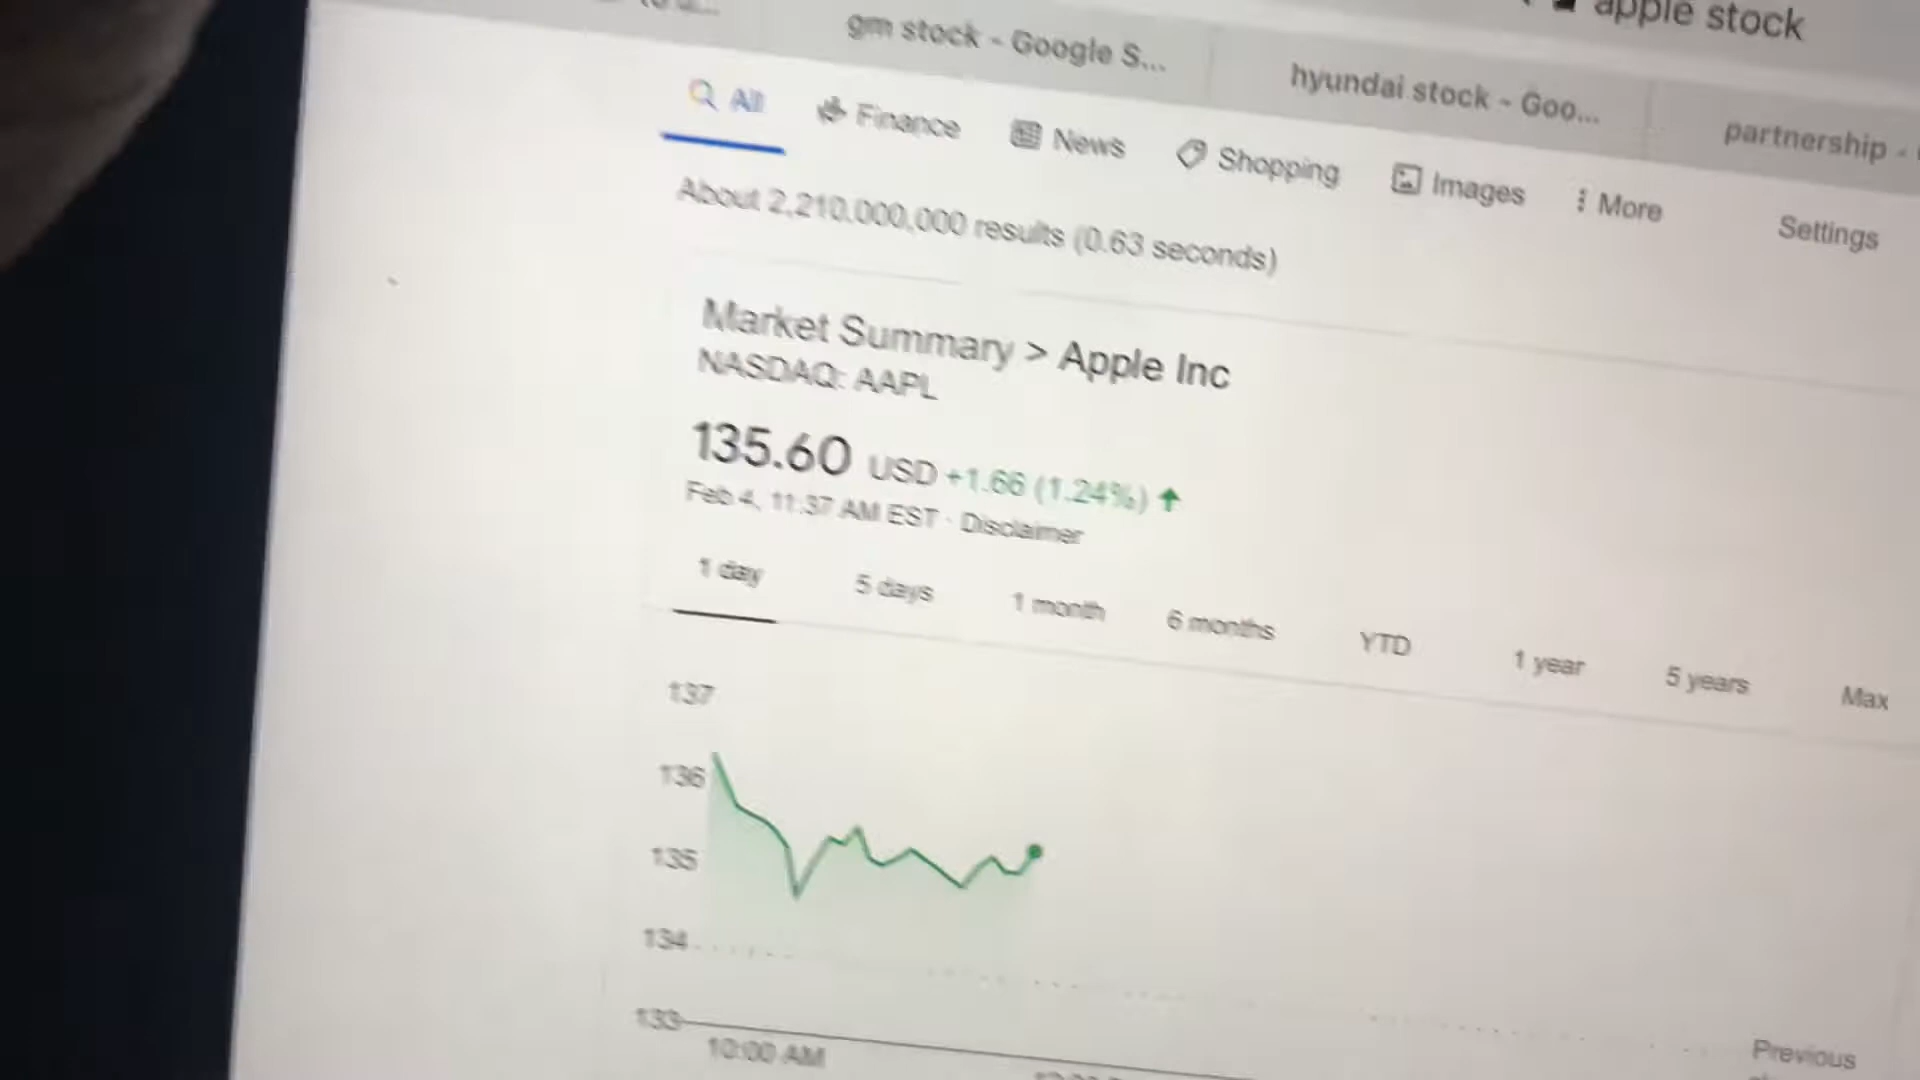 apple stock
gm stock - Google S...
hyundai stock - Goo...
partnership -
All
Finance
News
Shopping
Images
More
Settings
About 2,210,000,000 results (0.63 seconds)
Market Summary > Apple Inc
NASDAQ: AAPL
135.60 USD +1.66 (1.24%)
Feb 4, 11:37 AM EST · Disclaimer
1 day
5 days
1 month
6 months
YTD
1 year
5 years
Max
137
136
135
134
133
10:00 AM
Previous